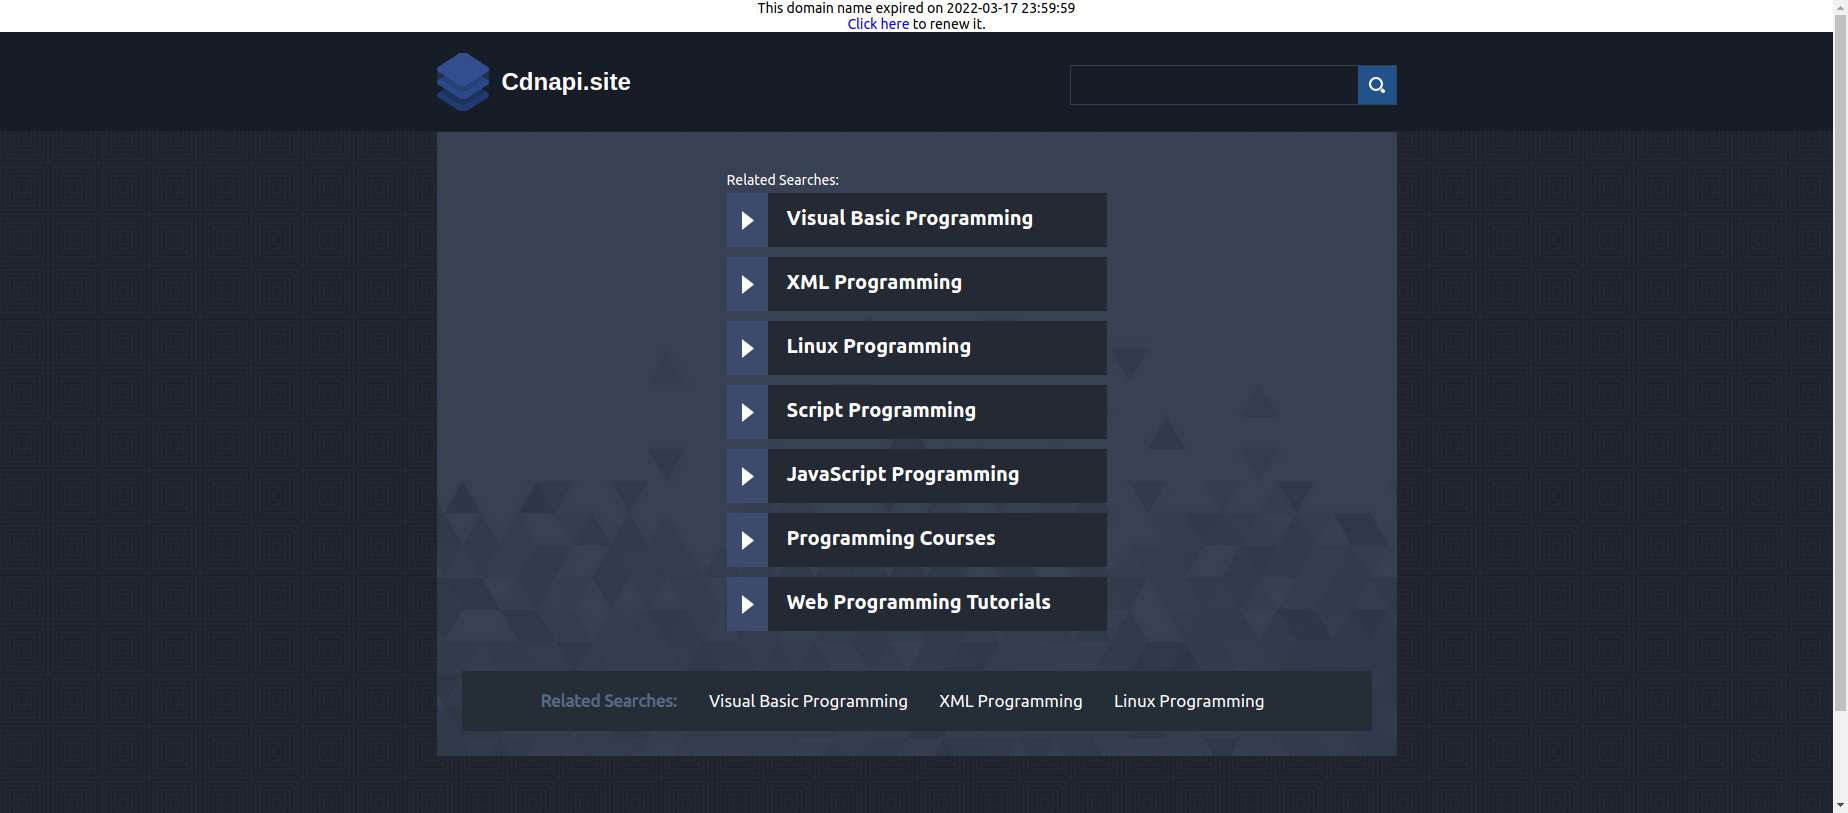 This domain name expired on 2022-03-17 23:59:59
Click here to renew it.
Cdnapi.site
Related Searches:
Visual Basic Programming
XML Programming
Linux Programming
Script Programming
JavaScript Programming
Programming Courses
Web Programming Tutorials
Related Searches: Visual Basic Programming XML Programming Linux Programming